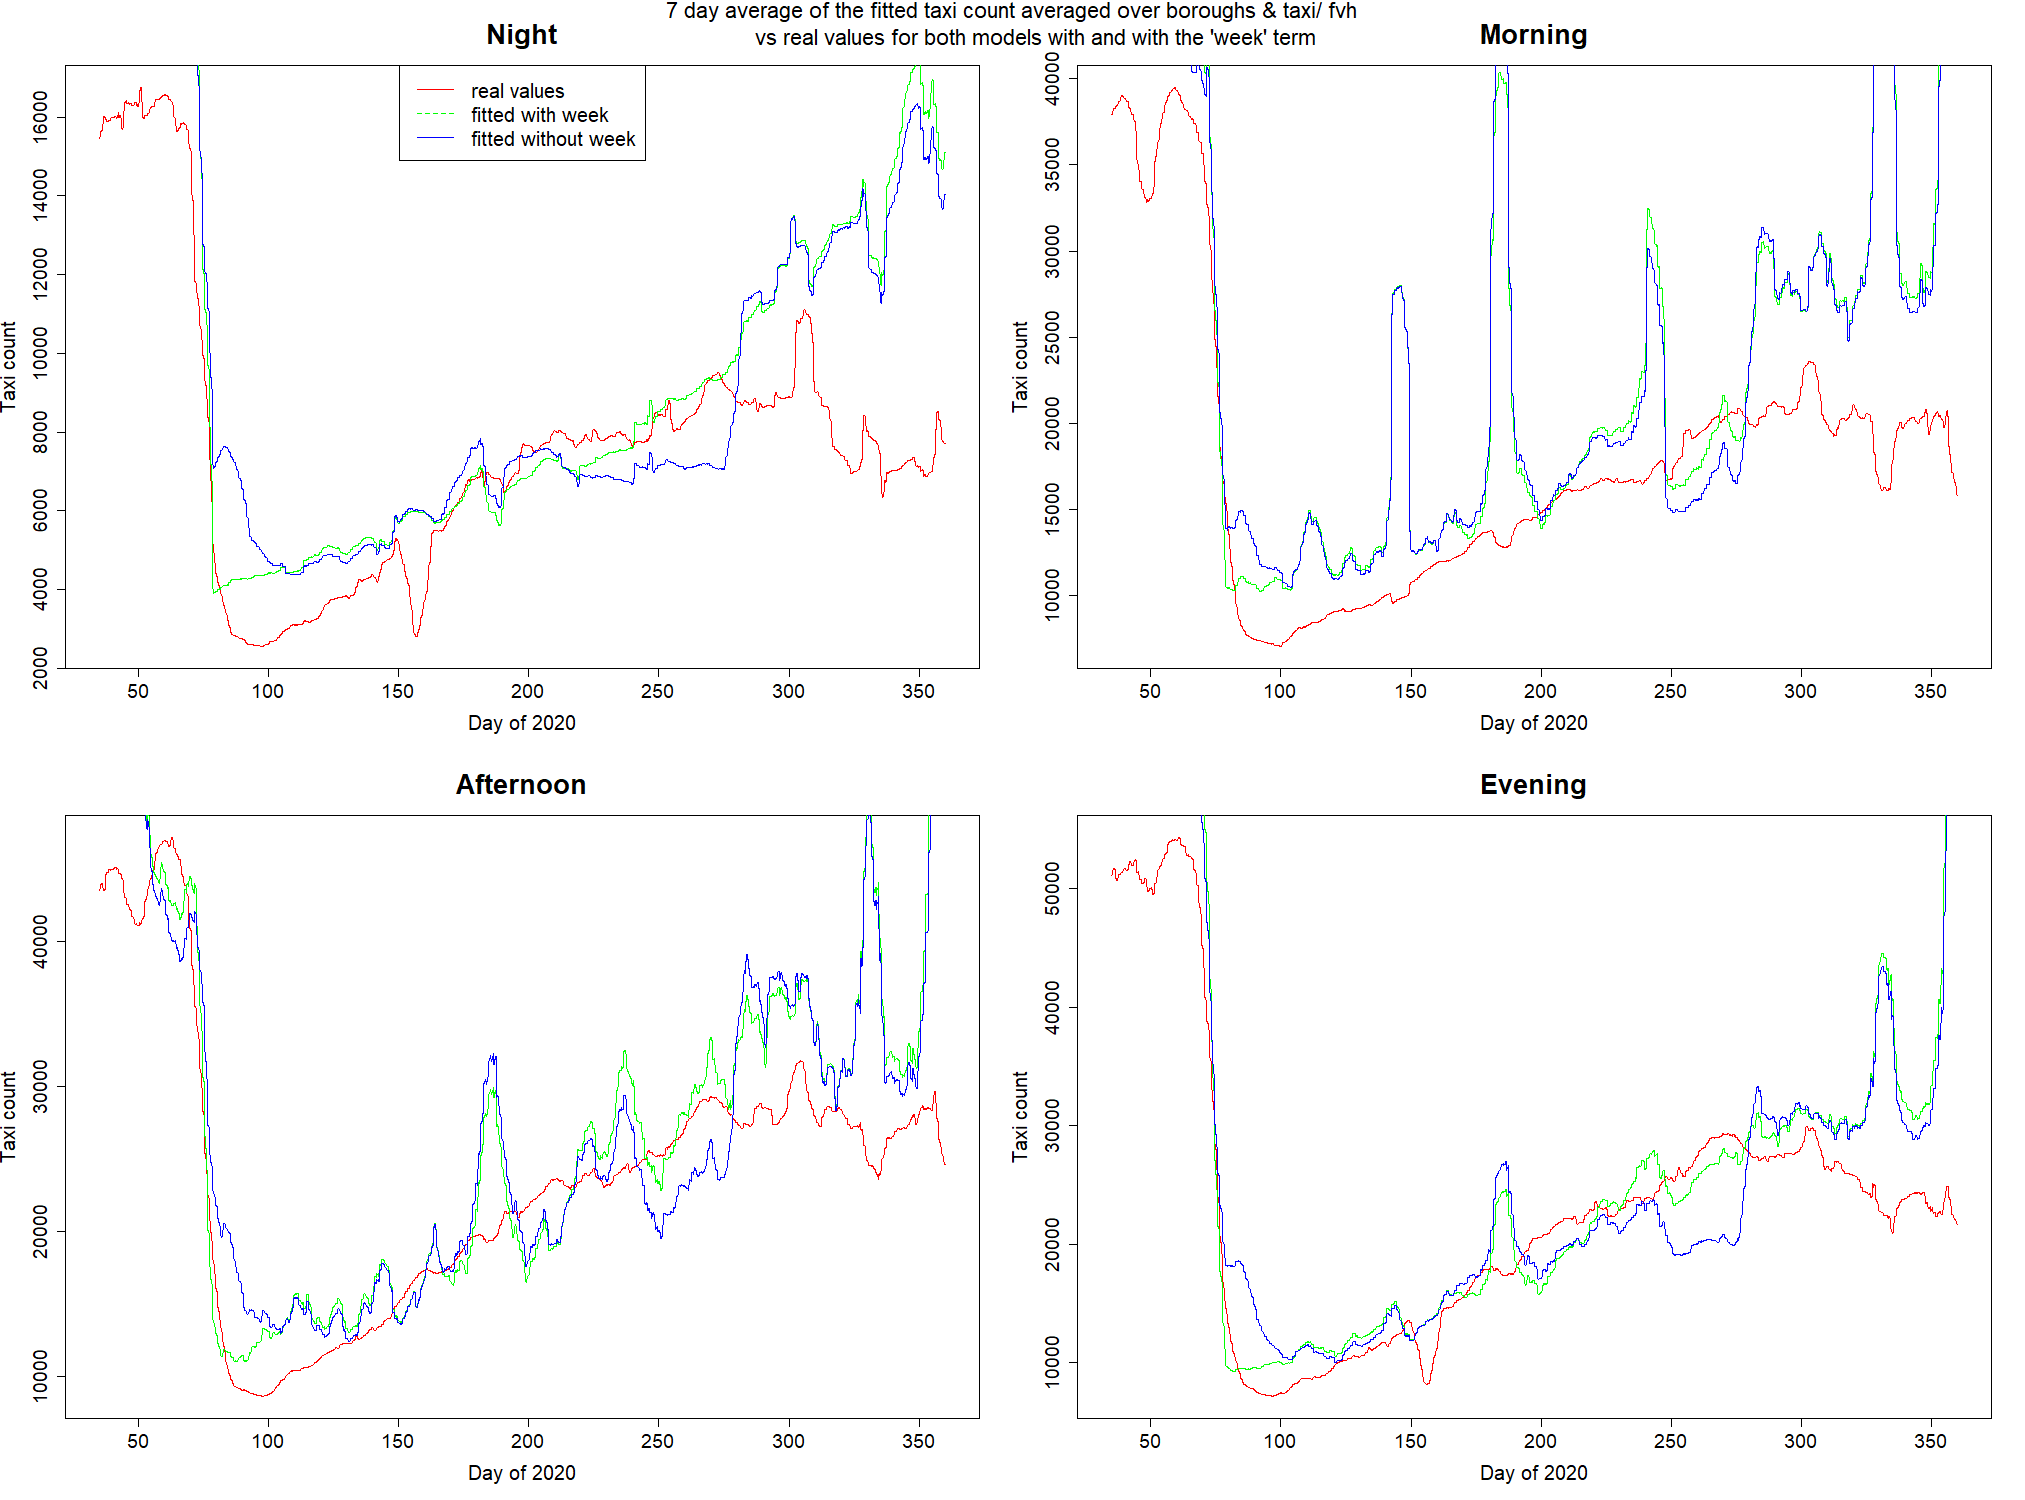 7 day average of the fitted taxi count averaged over boroughs & taxi/ fvh
vs real values for both models with and with the 'week' term
Night
real values
fitted with week
fitted without week
2000 4000 6000 8000 10000 12000 14000 16000
Taxi count
50 100 150 200 250 300 350
Day of 2020
Morning
10000 15000 20000 25000 30000 35000 40000
Taxi count
50 100 150 200 250 300 350
Day of 2020
Afternoon
10000 20000 30000 40000
Taxi count
50 100 150 200 250 300 350
Day of 2020
Evening
10000 20000 30000 40000 50000
Taxi count
50 100 150 200 250 300 350
Day of 2020